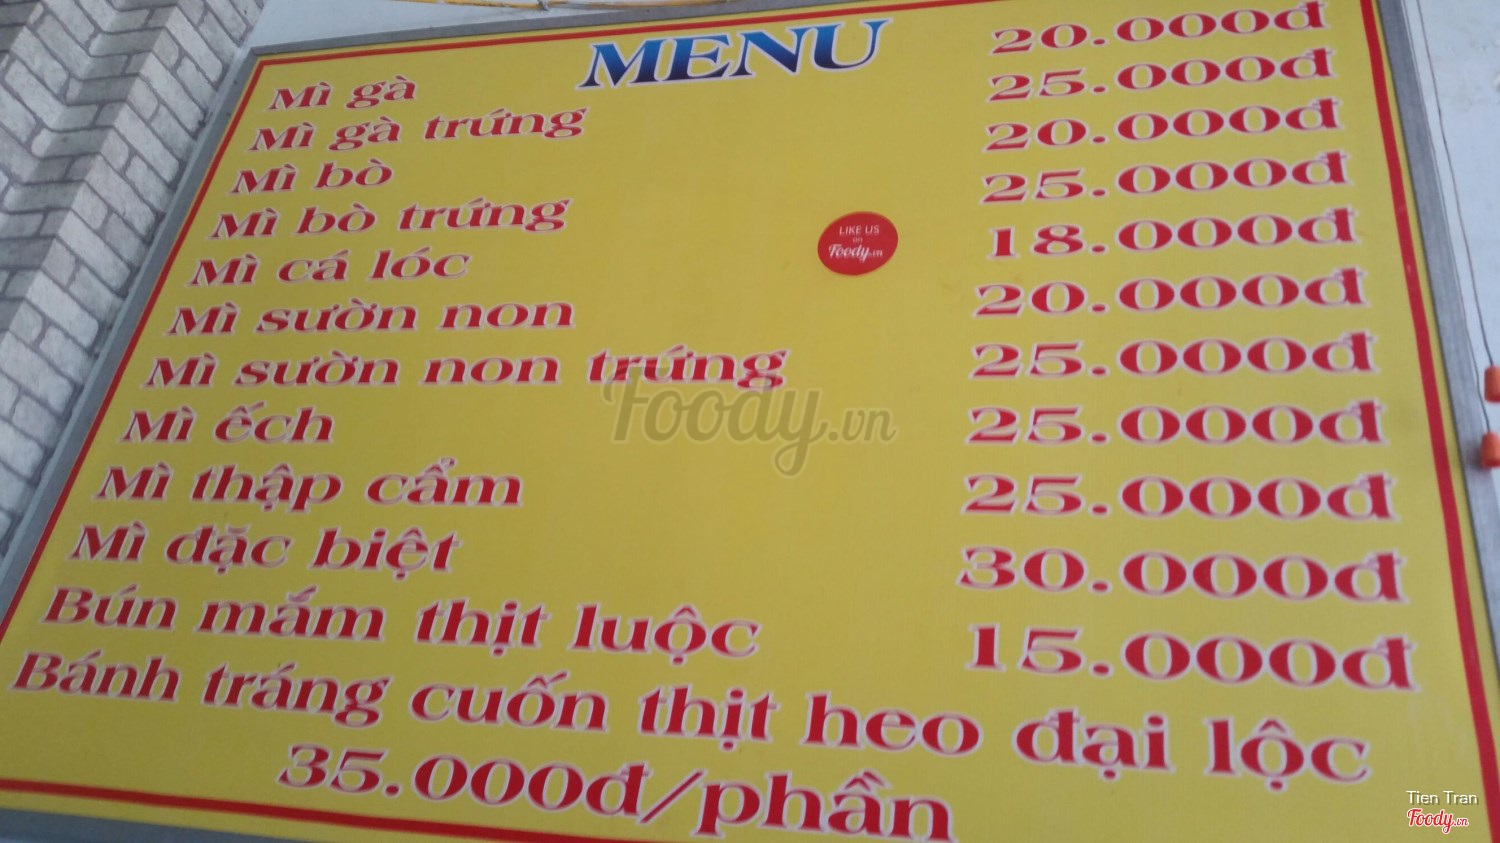 MENU
Mì gà 20.000đ
Mì gà trứng 25.000đ
Mì bò 20.000đ
Mì bò trứng 25.000đ
Mì cá lóc 18.000đ
Mì sườn non 20.000đ
Mì sườn non trứng 25.000đ
Mì ếch 25.000đ
Mì thập cẩm 25.000đ
Mì đặc biệt 30.000đ
Bún mắm thịt luộc 15.000đ
Bánh tráng cuốn thịt heo đại lộc
35.000đ/phần
LIKE US
on
Foody.vn
Foody.vn
Tien Tran
Foody.vn